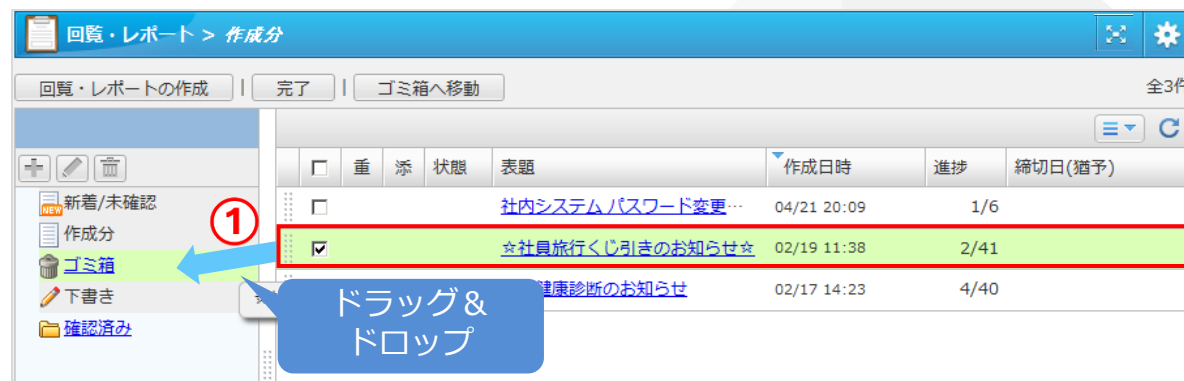 回覧・レポート > 作成分
回覧・レポートの作成 | 完了 | ゴミ箱へ移動
全3件
重 添 状態 表題 作成日時 進捗 締切日(猶予)
NEW 新着/未確認
社内システム パスワード変更… 04/21 20:09 1/6
①
作成分
☆社員旅行くじ引きのお知らせ☆ 02/19 11:38 2/41
ゴミ箱
下書き
健康診断のお知らせ 02/17 14:23 4/40
ドラッグ&
ドロップ
確認済み